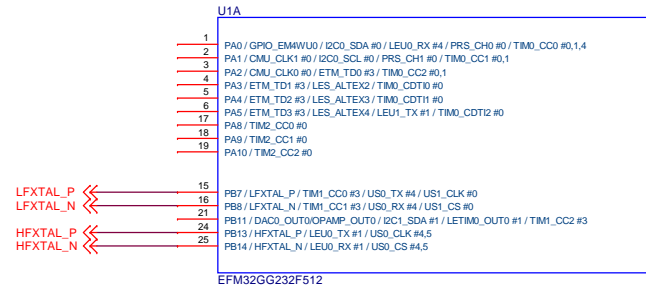 U1A
1 PA0 / GPIO_EM4WU0 / I2C0_SDA #0 / LEU0_RX #4 / PRS_CH0 #0 / TIM0_CC0 #0,1,4
2 PA1 / CMU_CLK1 #0 / I2C0_SCL #0 / PRS_CH1 #0 / TIM0_CC1 #0,1
3 PA2 / CMU_CLK0 #0 / ETM_TD0 #3 / TIM0_CC2 #0,1
4 PA3 / ETM_TD1 #3 / LES_ALTEX2 / TIM0_CDTI0 #0
5 PA4 / ETM_TD2 #3 / LES_ALTEX3 / TIM0_CDTI1 #0
6 PA5 / ETM_TD3 #3 / LES_ALTEX4 / LEU1_TX #1 / TIM0_CDTI2 #0
17 PA8 / TIM2_CC0 #0
18 PA9 / TIM2_CC1 #0
19 PA10 / TIM2_CC2 #0
LFXTAL_P 15 PB7 / LFXTAL_P / TIM1_CC0 #3 / US0_TX #4 / US1_CLK #0
LFXTAL_N 16 PB8 / LFXTAL_N / TIM1_CC1 #3 / US0_RX #4 / US1_CS #0
21 PB11 / DAC0_OUT0/OPAMP_OUT0 / I2C1_SDA #1 / LETIM0_OUT0 #1 / TIM1_CC2 #3
HFXTAL_P 24 PB13 / HFXTAL_P / LEU0_TX #1 / US0_CLK #4,5
HFXTAL_N 25 PB14 / HFXTAL_N / LEU0_RX #1 / US0_CS #4,5
EFM32GG232F512